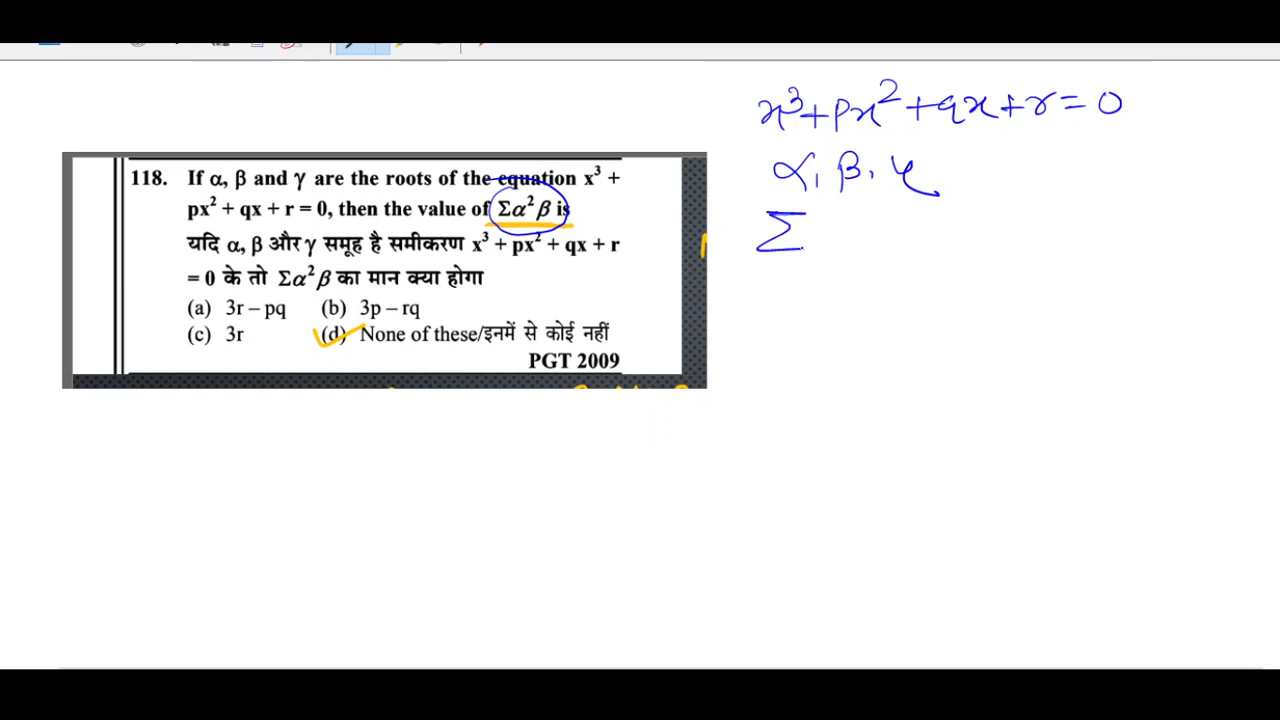 118. If α, β and γ are the roots of the equation x³ +
px² + qx + r = 0, then the value of Σα²β is
यदि α, β और γ समूह है समीकरण x³ + px² + qx + r
= 0 के तो Σα²β का मान क्या होगा
(a) 3r – pq (b) 3p – rq
(c) 3r (d) None of these/इनमें से कोई नहीं
PGT 2009
x³+px²+qx+r=0
α, β, γ
Σ